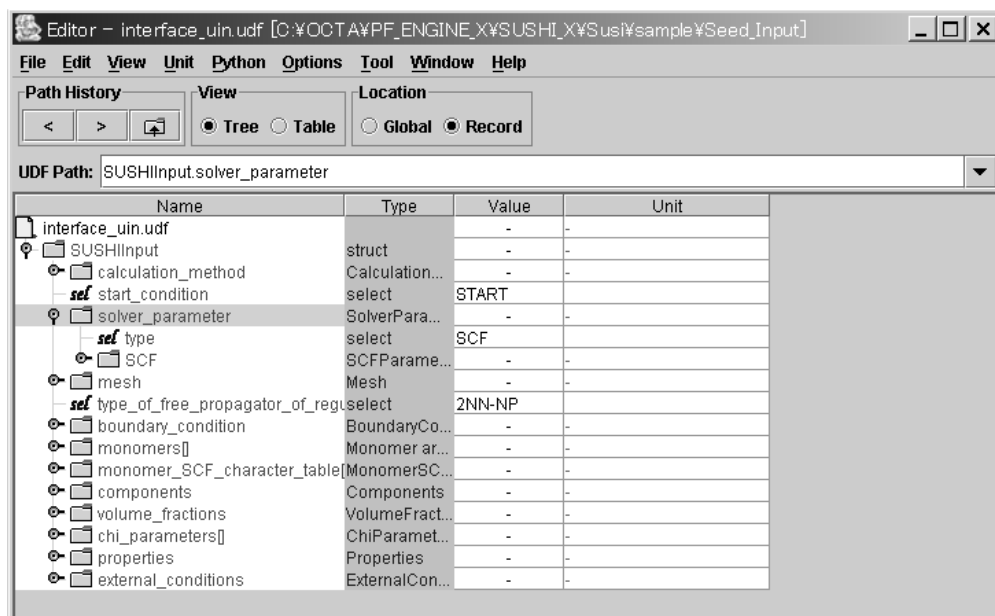 Editor – interface_uin.udf [C:¥OCTA¥PF_ENGINE_X¥SUSHI_X¥Susi¥sample¥Seed_Input]
File Edit View Unit Python Options Tool Window Help
Path History View Location
< > Tree Table Global Record
UDF Path: SUSHIInput.solver_parameter
Name Type Value Unit
interface_uin.udf - -
SUSHIInput struct - -
calculation_method Calculation... - -
sel start_condition select START
solver_parameter SolverPara... - -
sel type select SCF
SCF SCFParame... - -
mesh Mesh - -
sel type_of_free_propagator_of_regu select 2NN-NP
boundary_condition BoundaryCo... - -
monomers[] Monomer ar... - -
monomer_SCF_character_table[ MonomerSC... - -
components Components - -
volume_fractions VolumeFract... - -
chi_parameters[] ChiParamet... - -
properties Properties - -
external_conditions ExternalCon... - -